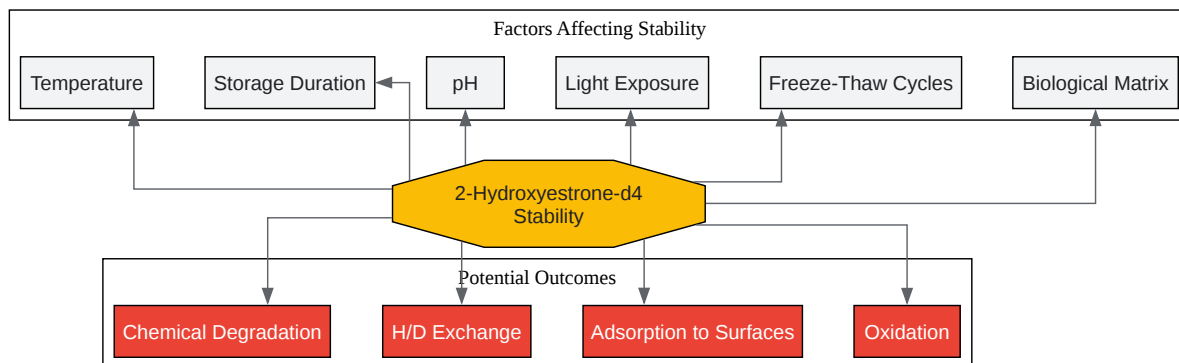 Factors Affecting Stability
Temperature
Storage Duration
pH
Light Exposure
Freeze-Thaw Cycles
Biological Matrix
2-Hydroxyestrone-d4
Stability
Potential Outcomes
Chemical Degradation
H/D Exchange
Adsorption to Surfaces
Oxidation